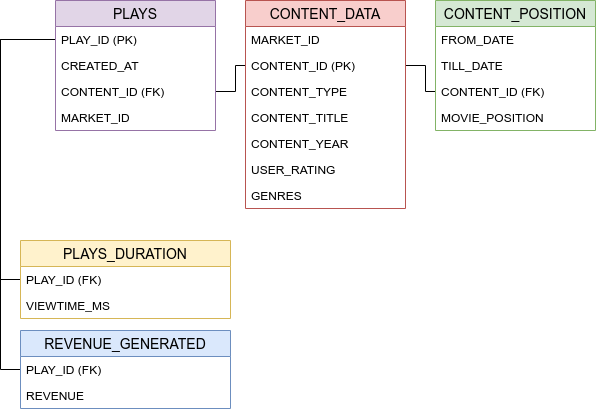 PLAYS
PLAY_ID (PK)
CREATED_AT
CONTENT_ID (FK)
MARKET_ID
CONTENT_DATA
MARKET_ID
CONTENT_ID (PK)
CONTENT_TYPE
CONTENT_TITLE
CONTENT_YEAR
USER_RATING
GENRES
CONTENT_POSITION
FROM_DATE
TILL_DATE
CONTENT_ID (FK)
MOVIE_POSITION
PLAYS_DURATION
PLAY_ID (FK)
VIEWTIME_MS
REVENUE_GENERATED
PLAY_ID (FK)
REVENUE